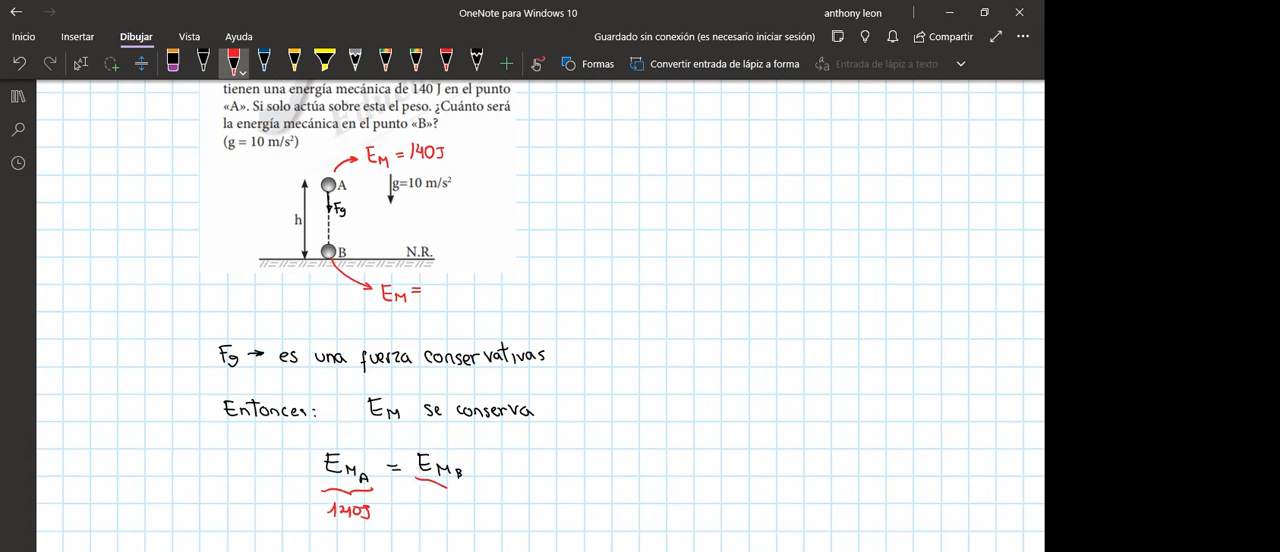 OneNote para Windows 10
anthony leon
Inicio
Insertar
Dibujar
Vista
Ayuda
Guardado sin conexión (es necesario iniciar sesión)
Compartir
Formas
Convertir entrada de lápiz a forma
Entrada de lápiz a texto
tienen una energía mecánica de 140 J en el punto
«A». Si solo actúa sobre esta el peso. ¿Cuánto será
la energía mecánica en el punto «B»?
(g = 10 m/s²)
EM = 140J
A
g=10 m/s²
Fg
h
B
N.R.
EM =
Fg → es una fuerza conservativas
Entonces: EM se conserva
EMA = EMB
140J